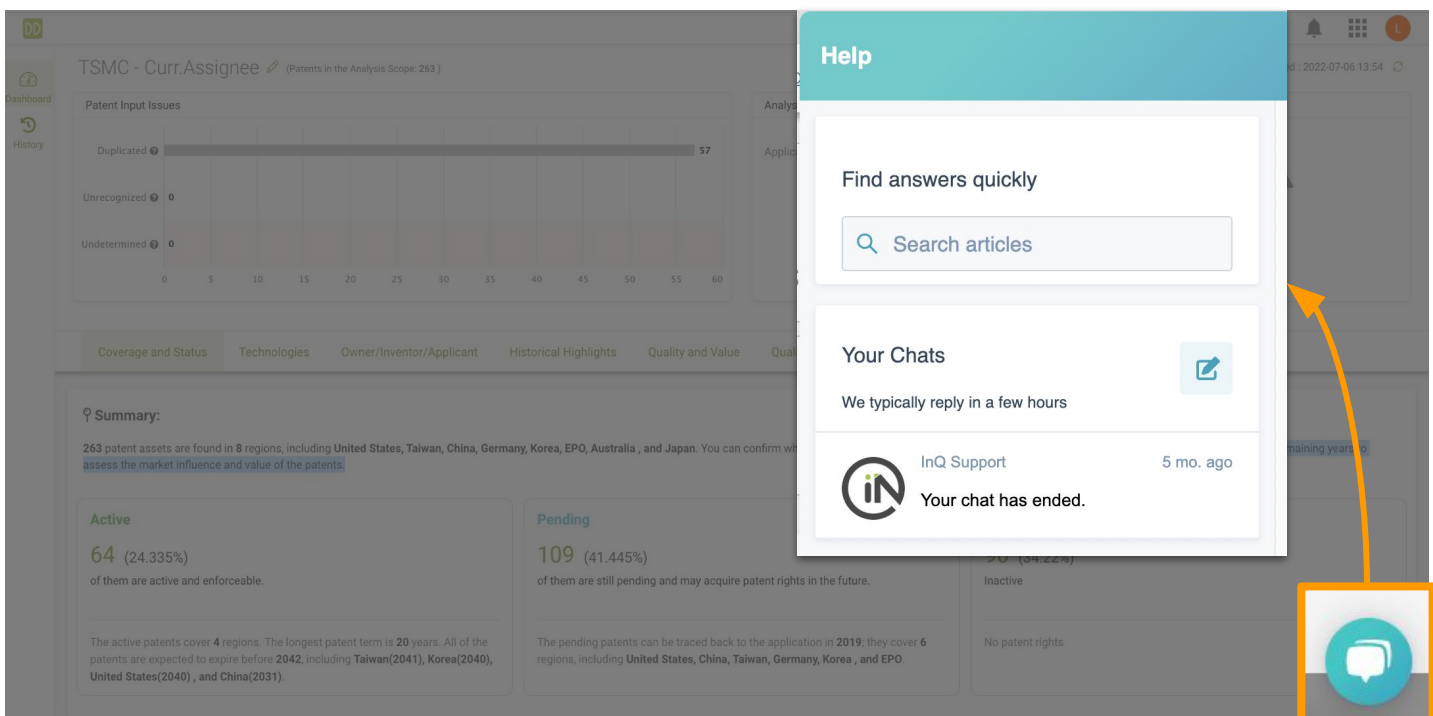 DD
L
Dashboard
History
TSMC - Curr.Assignee (Patents in the Analysis Scope: 263 )
d : 2022-07-06 13:54
Patent Input Issues
Duplicated
57
Unrecognized
0
Undetermined
0
0 5 10 15 20 25 30 35 40 45 50 55 60
Analys
Applic
Coverage and Status Technologies Owner/Inventor/Applicant Historical Highlights Quality and Value Qual
Summary:
263 patent assets are found in 8 regions, including United States, Taiwan, China, Germany, Korea, EPO, Australia , and Japan. You can confirm wh
maining years to
assess the market influence and value of the patents.
Active
64 (24.335%)
of them are active and enforceable.
The active patents cover 4 regions. The longest patent term is 20 years. All of the
patents are expected to expire before 2042, including Taiwan(2041), Korea(2040),
United States(2040) , and China(2031).
Pending
109 (41.445%)
of them are still pending and may acquire patent rights in the future.
The pending patents can be traced back to the application in 2019; they cover 6
regions, including United States, China, Taiwan, Germany, Korea , and EPO.
(34.22%)
Inactive
No patent rights.
Help
Find answers quickly
Search articles
Your Chats
We typically reply in a few hours
iN
InQ Support
5 mo. ago
Your chat has ended.